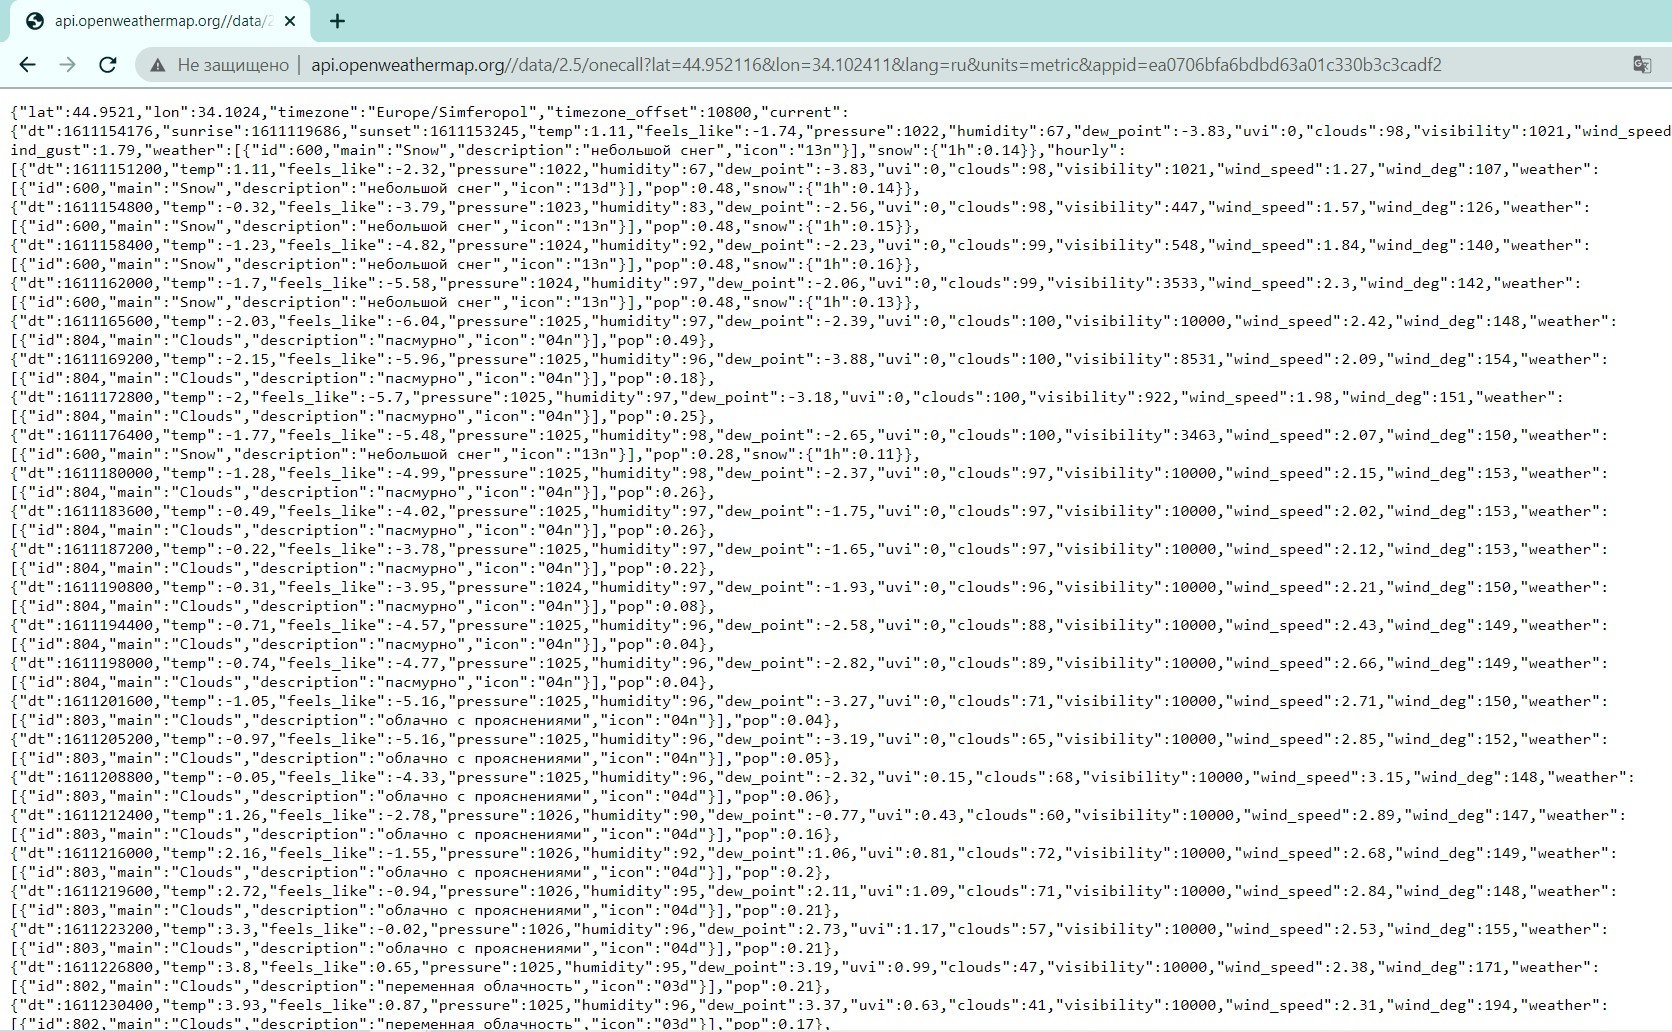 api.openweathermap.org//data/2
Не защищено | api.openweathermap.org//data/2.5/onecall?lat=44.952116&lon=34.102411&lang=ru&units=metric&appid=ea0706bfa6bdbd63a01c330b3c3cadf2
{"lat":44.9521,"lon":34.1024,"timezone":"Europe/Simferopol","timezone_offset":10800,"current":
{"dt":1611154176,"sunrise":1611119686,"sunset":1611153245,"temp":1.11,"feels_like":-1.74,"pressure":1022,"humidity":67,"dew_point":-3.83,"uvi":0,"clouds":98,"visibility":1021,"wind_speed
ind_gust":1.79,"weather":[{"id":600,"main":"Snow","description":"небольшой снег","icon":"13n"}],"snow":{"1h":0.14}},"hourly":
[{"dt":1611151200,"temp":1.11,"feels_like":-2.32,"pressure":1022,"humidity":67,"dew_point":-3.83,"uvi":0,"clouds":98,"visibility":1021,"wind_speed":1.27,"wind_deg":107,"weather":
[{"id":600,"main":"Snow","description":"небольшой снег","icon":"13d"}],"pop":0.48,"snow":{"1h":0.14}},
{"dt":1611154800,"temp":-0.32,"feels_like":-3.79,"pressure":1023,"humidity":83,"dew_point":-2.56,"uvi":0,"clouds":98,"visibility":447,"wind_speed":1.57,"wind_deg":126,"weather":
[{"id":600,"main":"Snow","description":"небольшой снег","icon":"13n"}],"pop":0.48,"snow":{"1h":0.15}},
{"dt":1611158400,"temp":-1.23,"feels_like":-4.82,"pressure":1024,"humidity":92,"dew_point":-2.23,"uvi":0,"clouds":99,"visibility":548,"wind_speed":1.84,"wind_deg":140,"weather":
[{"id":600,"main":"Snow","description":"небольшой снег","icon":"13n"}],"pop":0.48,"snow":{"1h":0.16}},
{"dt":1611162000,"temp":-1.7,"feels_like":-5.58,"pressure":1024,"humidity":97,"dew_point":-2.06,"uvi":0,"clouds":99,"visibility":3533,"wind_speed":2.3,"wind_deg":142,"weather":
[{"id":600,"main":"Snow","description":"небольшой снег","icon":"13n"}],"pop":0.48,"snow":{"1h":0.13}},
{"dt":1611165600,"temp":-2.03,"feels_like":-6.04,"pressure":1025,"humidity":97,"dew_point":-2.39,"uvi":0,"clouds":100,"visibility":10000,"wind_speed":2.42,"wind_deg":148,"weather":
[{"id":804,"main":"Clouds","description":"пасмурно","icon":"04n"}],"pop":0.49},
{"dt":1611169200,"temp":-2.15,"feels_like":-5.96,"pressure":1025,"humidity":96,"dew_point":-3.88,"uvi":0,"clouds":100,"visibility":8531,"wind_speed":2.09,"wind_deg":154,"weather":
[{"id":804,"main":"Clouds","description":"пасмурно","icon":"04n"}],"pop":0.18},
{"dt":1611172800,"temp":-2,"feels_like":-5.7,"pressure":1025,"humidity":97,"dew_point":-3.18,"uvi":0,"clouds":100,"visibility":922,"wind_speed":1.98,"wind_deg":151,"weather":
[{"id":804,"main":"Clouds","description":"пасмурно","icon":"04n"}],"pop":0.25},
{"dt":1611176400,"temp":-1.77,"feels_like":-5.48,"pressure":1025,"humidity":98,"dew_point":-2.65,"uvi":0,"clouds":100,"visibility":3463,"wind_speed":2.07,"wind_deg":150,"weather":
[{"id":600,"main":"Snow","description":"небольшой снег","icon":"13n"}],"pop":0.28,"snow":{"1h":0.11}},
{"dt":1611180000,"temp":-1.28,"feels_like":-4.99,"pressure":1025,"humidity":98,"dew_point":-2.37,"uvi":0,"clouds":97,"visibility":10000,"wind_speed":2.15,"wind_deg":153,"weather":
[{"id":804,"main":"Clouds","description":"пасмурно","icon":"04n"}],"pop":0.26},
{"dt":1611183600,"temp":-0.49,"feels_like":-4.02,"pressure":1025,"humidity":97,"dew_point":-1.75,"uvi":0,"clouds":97,"visibility":10000,"wind_speed":2.02,"wind_deg":153,"weather":
[{"id":804,"main":"Clouds","description":"пасмурно","icon":"04n"}],"pop":0.26},
{"dt":1611187200,"temp":-0.22,"feels_like":-3.78,"pressure":1025,"humidity":97,"dew_point":-1.65,"uvi":0,"clouds":97,"visibility":10000,"wind_speed":2.12,"wind_deg":153,"weather":
[{"id":804,"main":"Clouds","description":"пасмурно","icon":"04n"}],"pop":0.22},
{"dt":1611190800,"temp":-0.31,"feels_like":-3.95,"pressure":1024,"humidity":97,"dew_point":-1.93,"uvi":0,"clouds":96,"visibility":10000,"wind_speed":2.21,"wind_deg":150,"weather":
[{"id":804,"main":"Clouds","description":"пасмурно","icon":"04n"}],"pop":0.08},
{"dt":1611194400,"temp":-0.71,"feels_like":-4.57,"pressure":1025,"humidity":96,"dew_point":-2.58,"uvi":0,"clouds":88,"visibility":10000,"wind_speed":2.43,"wind_deg":149,"weather":
[{"id":804,"main":"Clouds","description":"пасмурно","icon":"04n"}],"pop":0.04},
{"dt":1611198000,"temp":-0.74,"feels_like":-4.77,"pressure":1025,"humidity":96,"dew_point":-2.82,"uvi":0,"clouds":89,"visibility":10000,"wind_speed":2.66,"wind_deg":149,"weather":
[{"id":804,"main":"Clouds","description":"пасмурно","icon":"04n"}],"pop":0.04},
{"dt":1611201600,"temp":-1.05,"feels_like":-5.16,"pressure":1025,"humidity":96,"dew_point":-3.27,"uvi":0,"clouds":71,"visibility":10000,"wind_speed":2.71,"wind_deg":150,"weather":
[{"id":803,"main":"Clouds","description":"облачно с прояснениями","icon":"04n"}],"pop":0.04},
{"dt":1611205200,"temp":-0.97,"feels_like":-5.16,"pressure":1025,"humidity":96,"dew_point":-3.19,"uvi":0,"clouds":65,"visibility":10000,"wind_speed":2.85,"wind_deg":152,"weather":
[{"id":803,"main":"Clouds","description":"облачно с прояснениями","icon":"04n"}],"pop":0.05},
{"dt":1611208800,"temp":-0.05,"feels_like":-4.33,"pressure":1025,"humidity":96,"dew_point":-2.32,"uvi":0.15,"clouds":68,"visibility":10000,"wind_speed":3.15,"wind_deg":148,"weather":
[{"id":803,"main":"Clouds","description":"облачно с прояснениями","icon":"04d"}],"pop":0.06},
{"dt":1611212400,"temp":1.26,"feels_like":-2.78,"pressure":1026,"humidity":90,"dew_point":-0.77,"uvi":0.43,"clouds":60,"visibility":10000,"wind_speed":2.89,"wind_deg":147,"weather":
[{"id":803,"main":"Clouds","description":"облачно с прояснениями","icon":"04d"}],"pop":0.16},
{"dt":1611216000,"temp":2.16,"feels_like":-1.55,"pressure":1026,"humidity":92,"dew_point":1.06,"uvi":0.81,"clouds":72,"visibility":10000,"wind_speed":2.68,"wind_deg":149,"weather":
[{"id":803,"main":"Clouds","description":"облачно с прояснениями","icon":"04d"}],"pop":0.2},
{"dt":1611219600,"temp":2.72,"feels_like":-0.94,"pressure":1026,"humidity":95,"dew_point":2.11,"uvi":1.09,"clouds":71,"visibility":10000,"wind_speed":2.84,"wind_deg":148,"weather":
[{"id":803,"main":"Clouds","description":"облачно с прояснениями","icon":"04d"}],"pop":0.21},
{"dt":1611223200,"temp":3.3,"feels_like":-0.02,"pressure":1026,"humidity":96,"dew_point":2.73,"uvi":1.17,"clouds":57,"visibility":10000,"wind_speed":2.53,"wind_deg":155,"weather":
[{"id":803,"main":"Clouds","description":"облачно с прояснениями","icon":"04d"}],"pop":0.21},
{"dt":1611226800,"temp":3.8,"feels_like":0.65,"pressure":1025,"humidity":95,"dew_point":3.19,"uvi":0.99,"clouds":47,"visibility":10000,"wind_speed":2.38,"wind_deg":171,"weather":
[{"id":802,"main":"Clouds","description":"переменная облачность","icon":"03d"}],"pop":0.21},
{"dt":1611230400,"temp":3.93,"feels_like":0.87,"pressure":1025,"humidity":96,"dew_point":3.37,"uvi":0.63,"clouds":41,"visibility":10000,"wind_speed":2.31,"wind_deg":194,"weather":
[{"id":802,"main":"Clouds","description":"переменная облачность","icon":"03d"}],"pop":0.17},